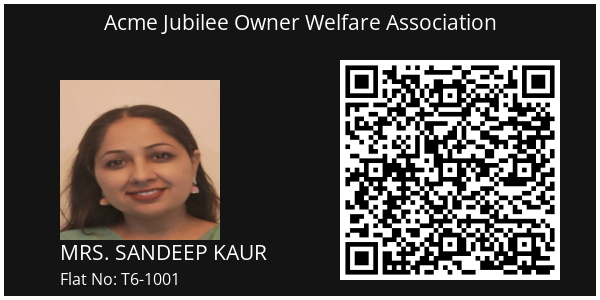 Acme Jubilee Owner Welfare Association
MRS. SANDEEP KAUR
Flat No: T6-1001